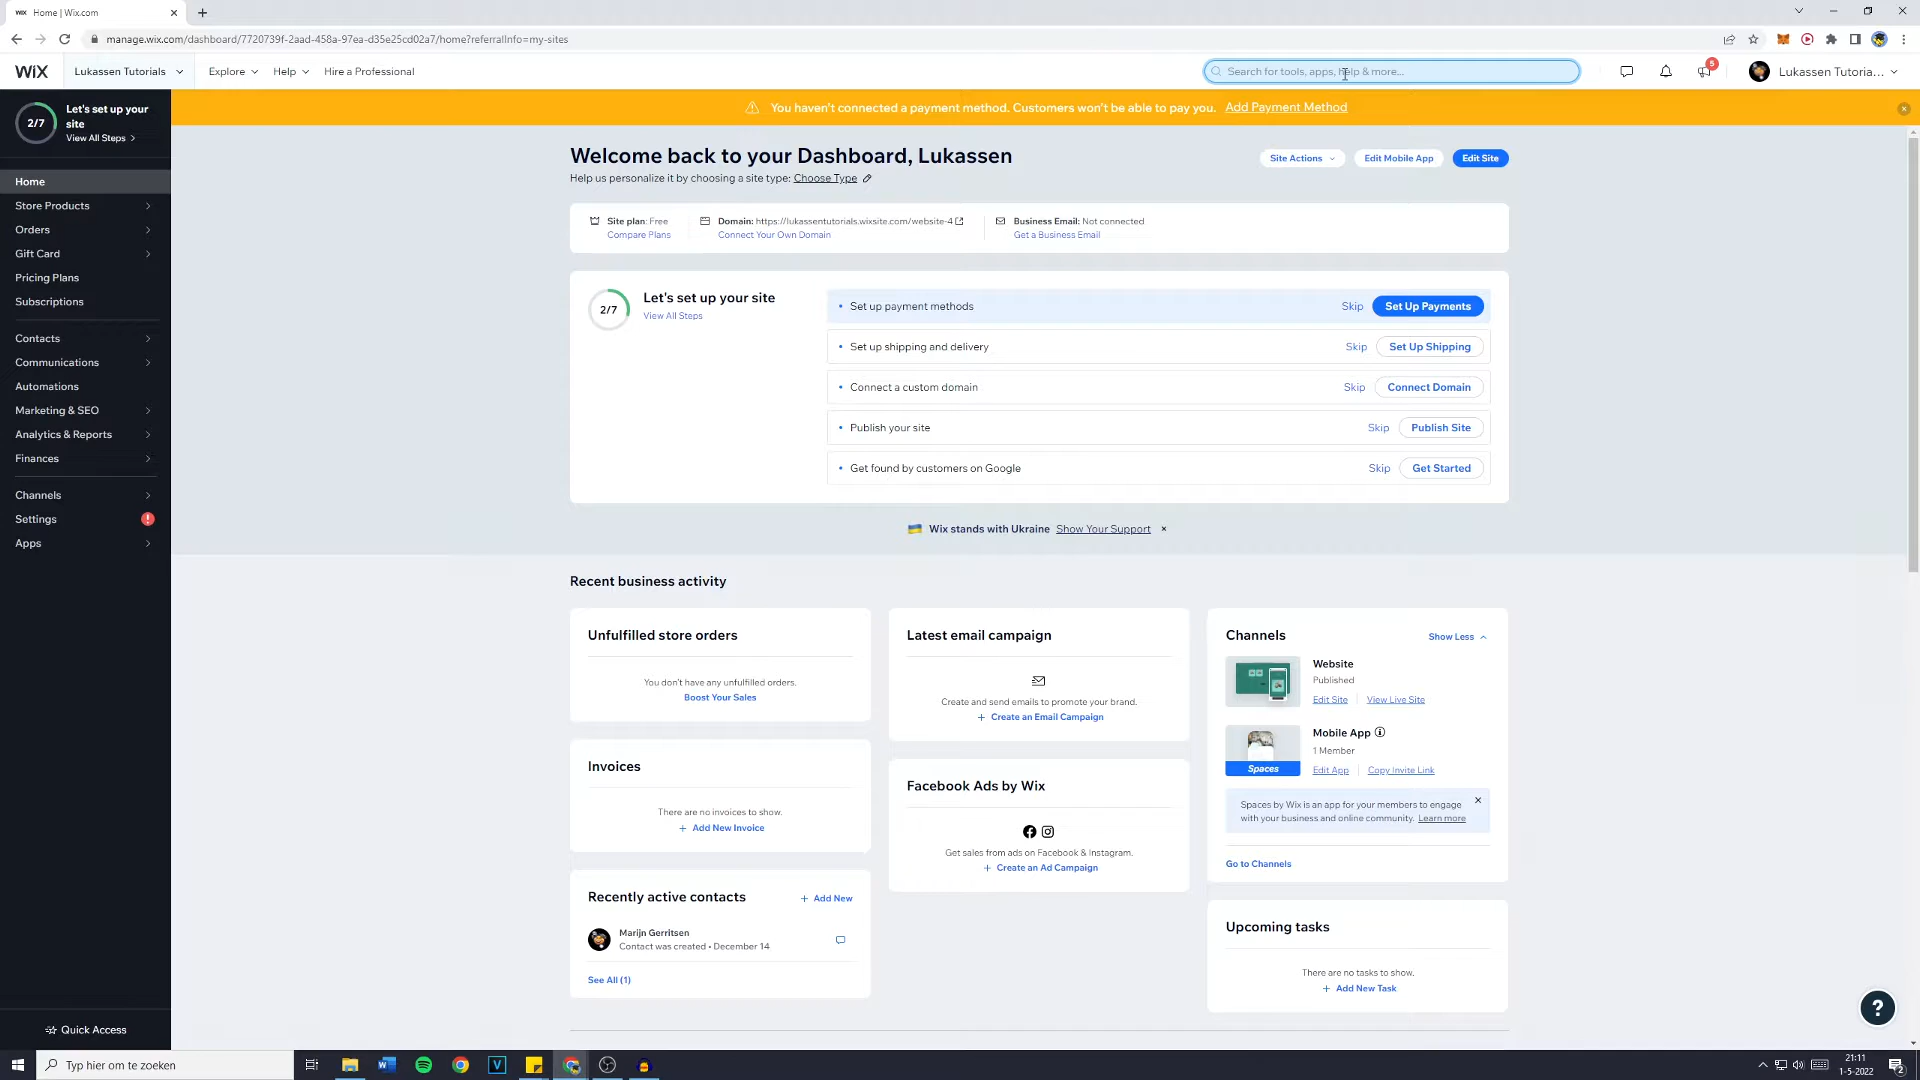 WiX Home | Wix.com
manage.wix.com/dashboard/7720739f-2aad-458a-97ea-d35e25cd02a7/home?referralInfo=my-sites
WiX Lukassen Tutorials Explore Help Hire a Professional Search for tools, apps, help & more... 5 Lukassen Tutoria...
You haven't connected a payment method. Customers won't be able to pay you. Add Payment Method
2/7 Let's set up your
site
View All Steps
Home
Store Products
Orders
Gift Card
Pricing Plans
Subscriptions
Contacts
Communications
Automations
Marketing & SEO
Analytics & Reports
Finances
Channels
Settings !
Apps
Quick Access
Welcome back to your Dashboard, Lukassen
Help us personalize it by choosing a site type: Choose Type
Site Actions Edit Mobile App Edit Site
Site plan: Free Domain: https://lukassentutorials.wixsite.com/website-4 Business Email: Not connected
Compare Plans Connect Your Own Domain Get a Business Email
2/7 Let's set up your site
View All Steps
• Set up payment methods Skip Set Up Payments
• Set up shipping and delivery Skip Set Up Shipping
• Connect a custom domain Skip Connect Domain
• Publish your site Skip Publish Site
• Get found by customers on Google Skip Get Started
Wix stands with Ukraine Show Your Support ×
Recent business activity
Unfulfilled store orders
You don't have any unfulfilled orders.
Boost Your Sales
Invoices
There are no invoices to show.
+ Add New Invoice
Recently active contacts + Add New
Marijn Gerritsen
Contact was created • December 14
See All (1)
Latest email campaign
Create and send emails to promote your brand.
+ Create an Email Campaign
Facebook Ads by Wix
Get sales from ads on Facebook & Instagram.
+ Create an Ad Campaign
Channels Show Less
Website
Published
Edit Site View Live Site
Mobile App
1 Member
Spaces
Edit App Copy Invite Link
Spaces by Wix is an app for your members to engage
with your business and online community. Learn more
Go to Channels
Upcoming tasks
There are no tasks to show.
+ Add New Task
?
Typ hier om te zoeken
21:11
1-5-2022
2